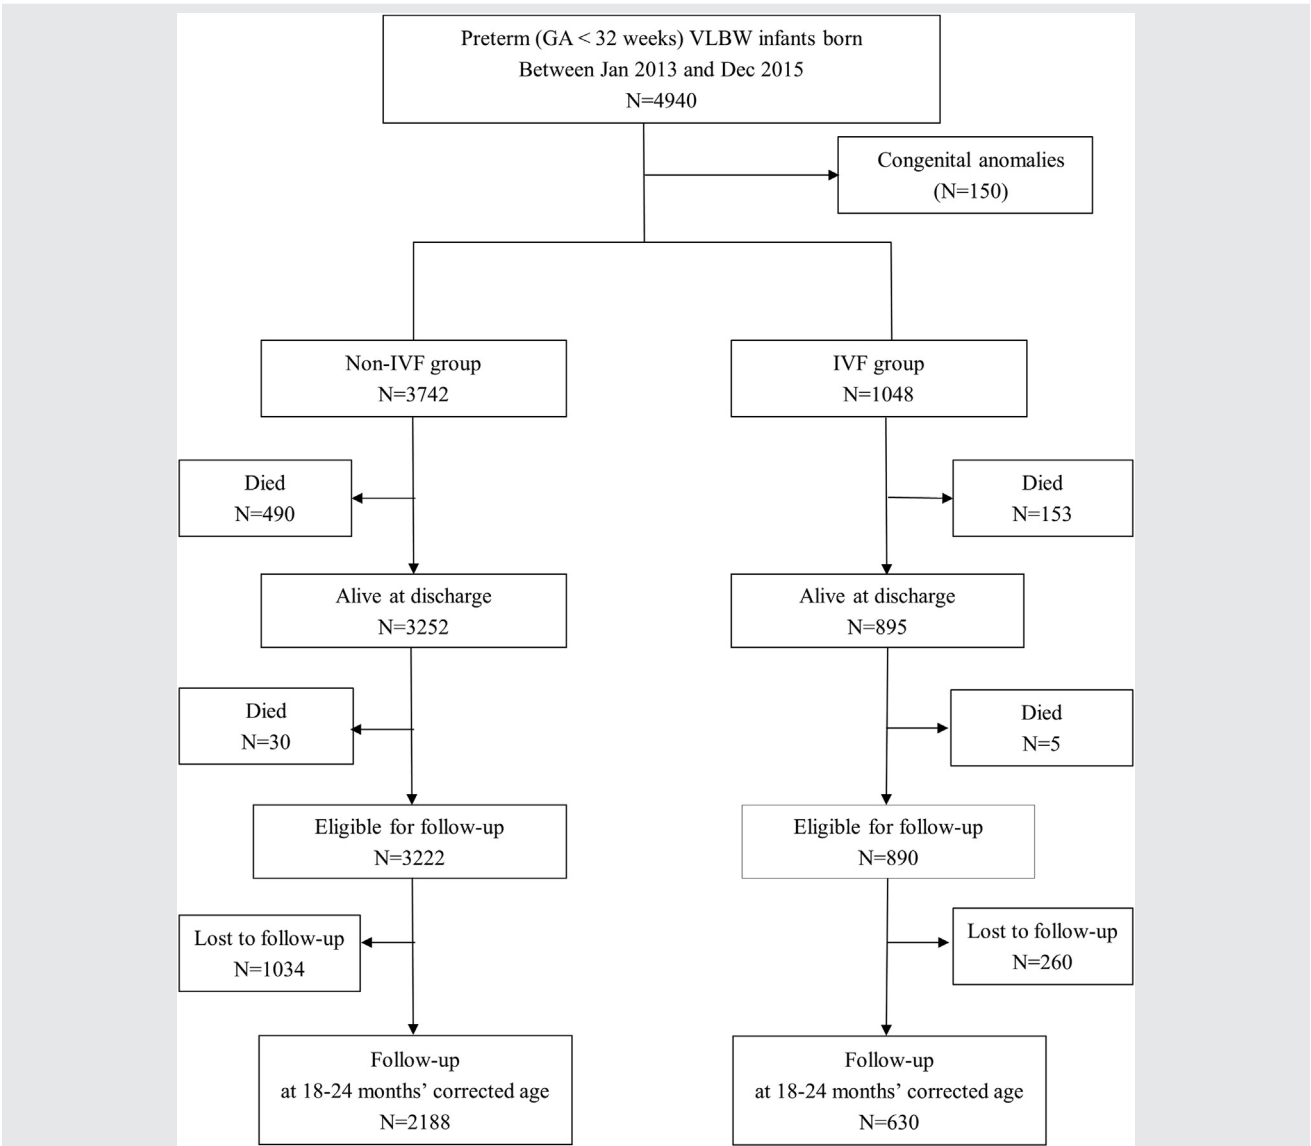 Preterm (GA < 32 weeks) VLBW infants born
Between Jan 2013 and Dec 2015
N=4940
Congenital anomalies
(N=150)
Non-IVF group
N=3742
IVF group
N=1048
Died
N=490
Died
N=153
Alive at discharge
N=3252
Alive at discharge
N=895
Died
N=30
Died
N=5
Eligible for follow-up
N=3222
Eligible for follow-up
N=890
Lost to follow-up
N=1034
Lost to follow-up
N=260
Follow-up
at 18-24 months’ corrected age
N=2188
Follow-up
at 18-24 months’ corrected age
N=630